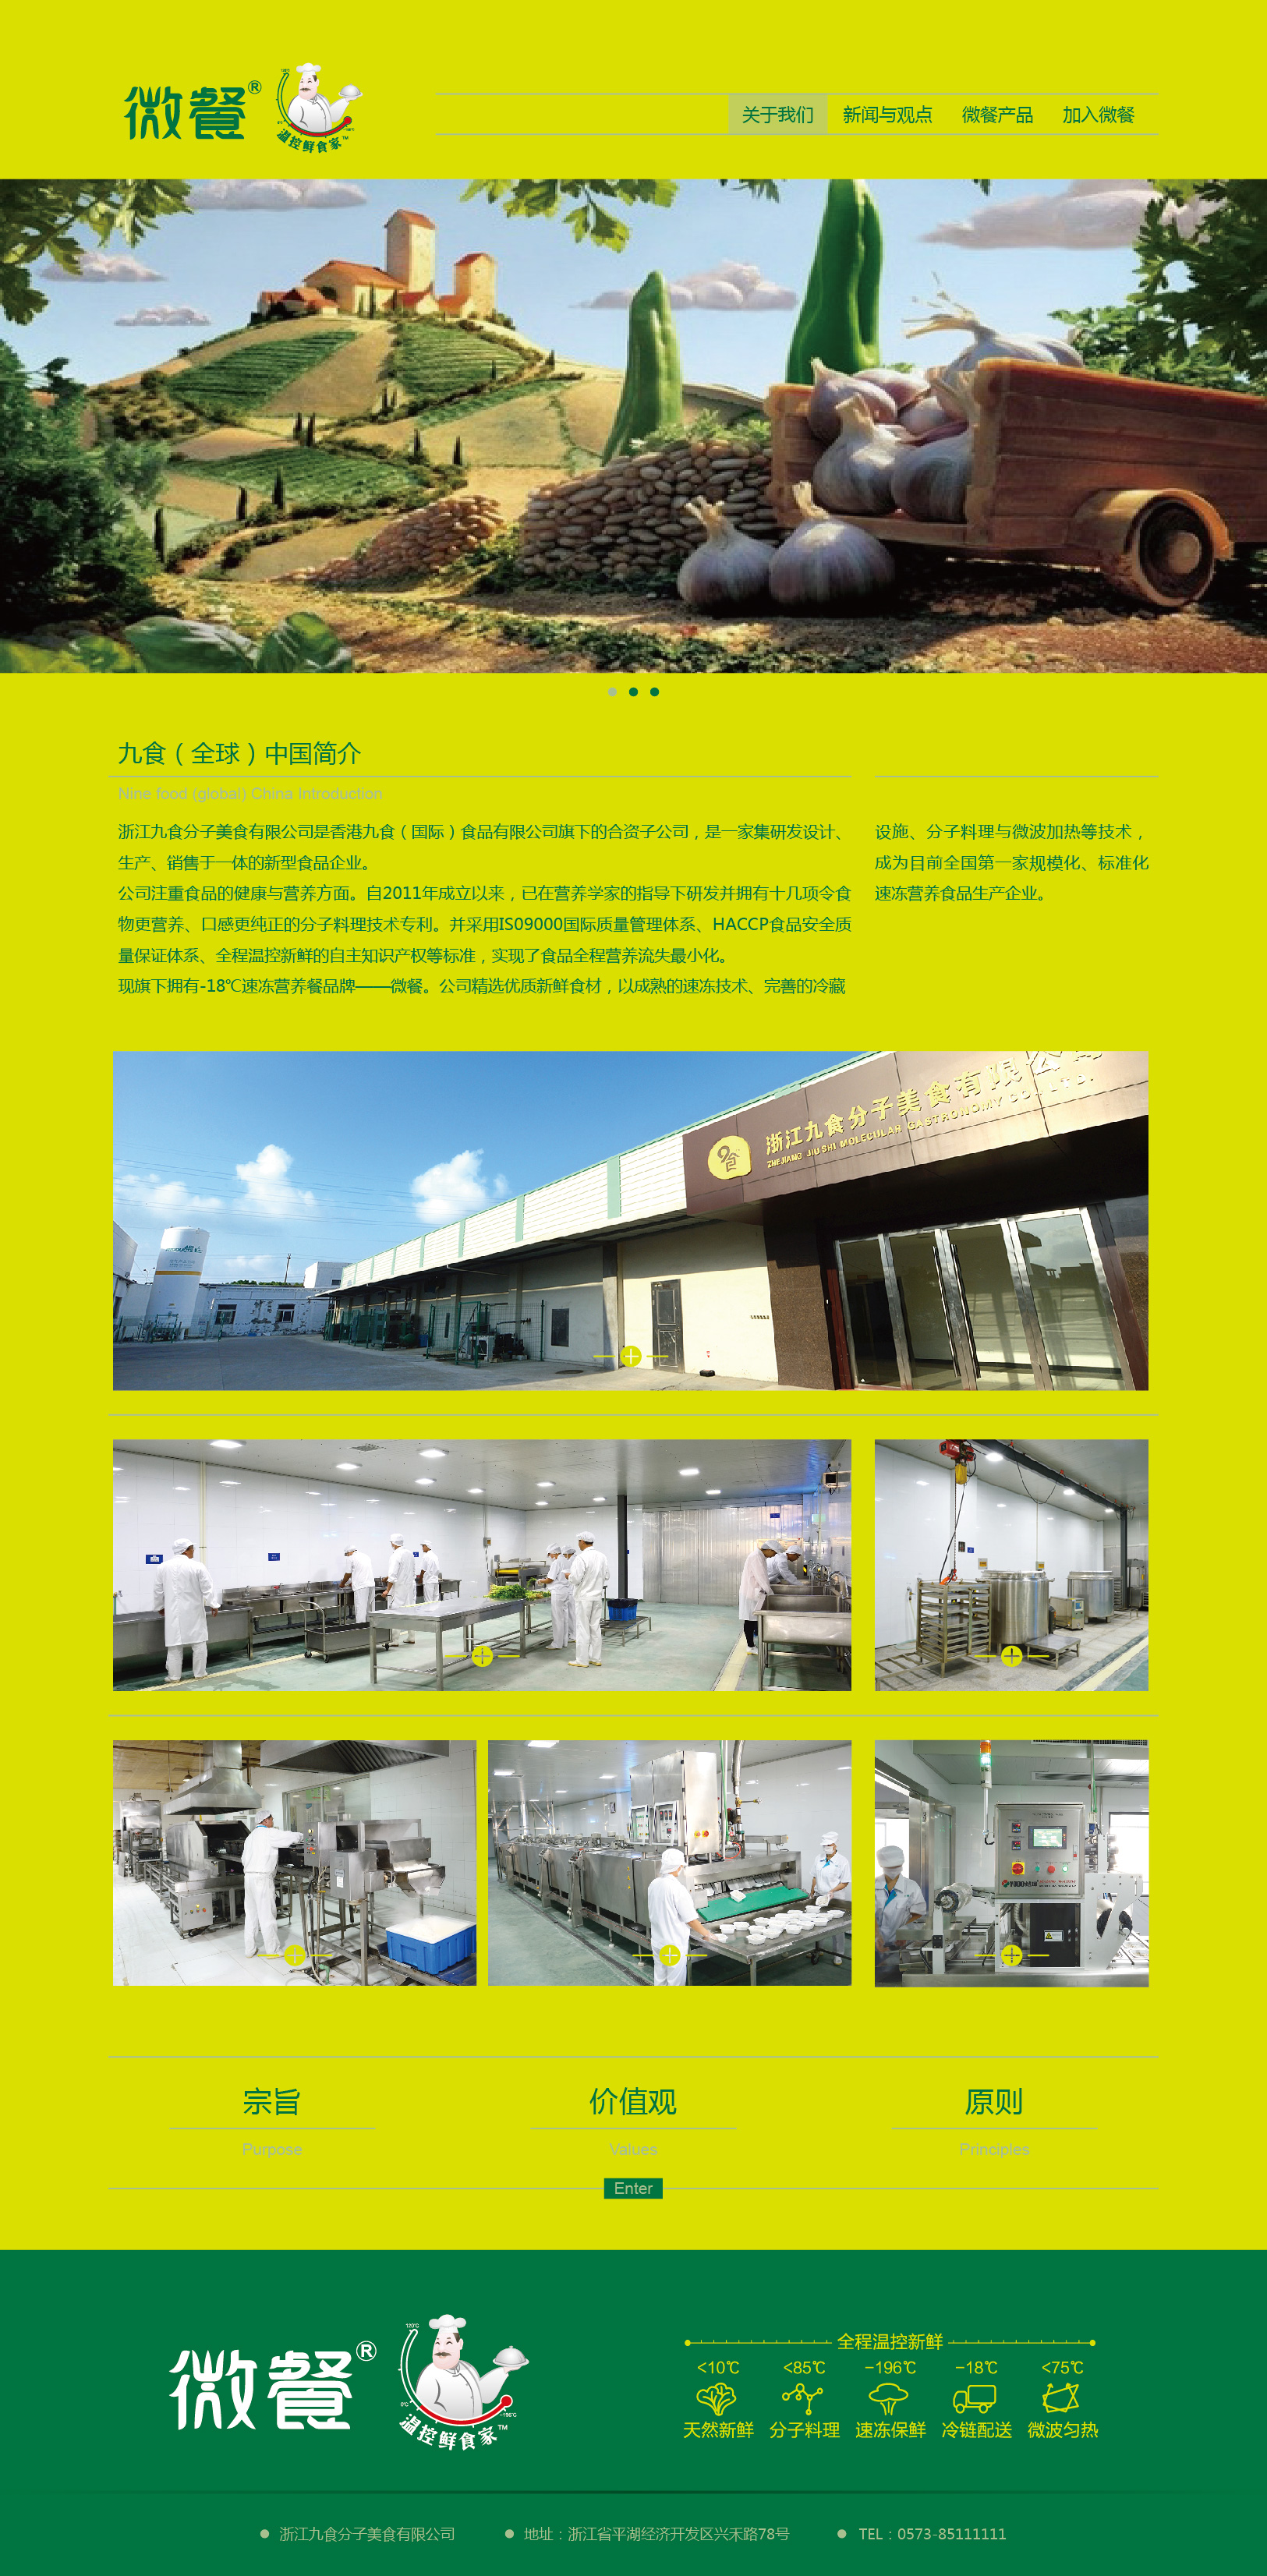 微餐®
温控鲜食家™
关于我们 新闻与观点 微餐产品 加入微餐
九食（全球）中国简介
Nine food (global) China Introduction
浙江九食分子美食有限公司是香港九食（国际）食品有限公司旗下的合资子公司，是一家集研发设计、
生产、销售于一体的新型食品企业。
公司注重食品的健康与营养方面。自2011年成立以来，已在营养学家的指导下研发并拥有十几项令食
物更营养、口感更纯正的分子料理技术专利。并采用IS09000国际质量管理体系、HACCP食品安全质
量保证体系、全程温控新鲜的自主知识产权等标准，实现了食品全程营养流失最小化。
现旗下拥有-18℃速冻营养餐品牌——微餐。公司精选优质新鲜食材，以成熟的速冻技术、完善的冷藏
设施、分子料理与微波加热等技术，
成为目前全国第一家规模化、标准化
速冻营养食品生产企业。
浙江九食分子美食有限公司
ZHEJIANG JIUSHI MOLECULAR GASTRONOMY CO.,LTD.
宗旨 价值观 原则
Purpose Values Principles
Enter
微餐®
温控鲜食家™
全程温控新鲜
<10℃ <85℃ -196℃ -18℃ <75℃
天然新鲜 分子料理 速冻保鲜 冷链配送 微波匀热
浙江九食分子美食有限公司 地址：浙江省平湖经济开发区兴禾路78号 TEL：0573-85111111